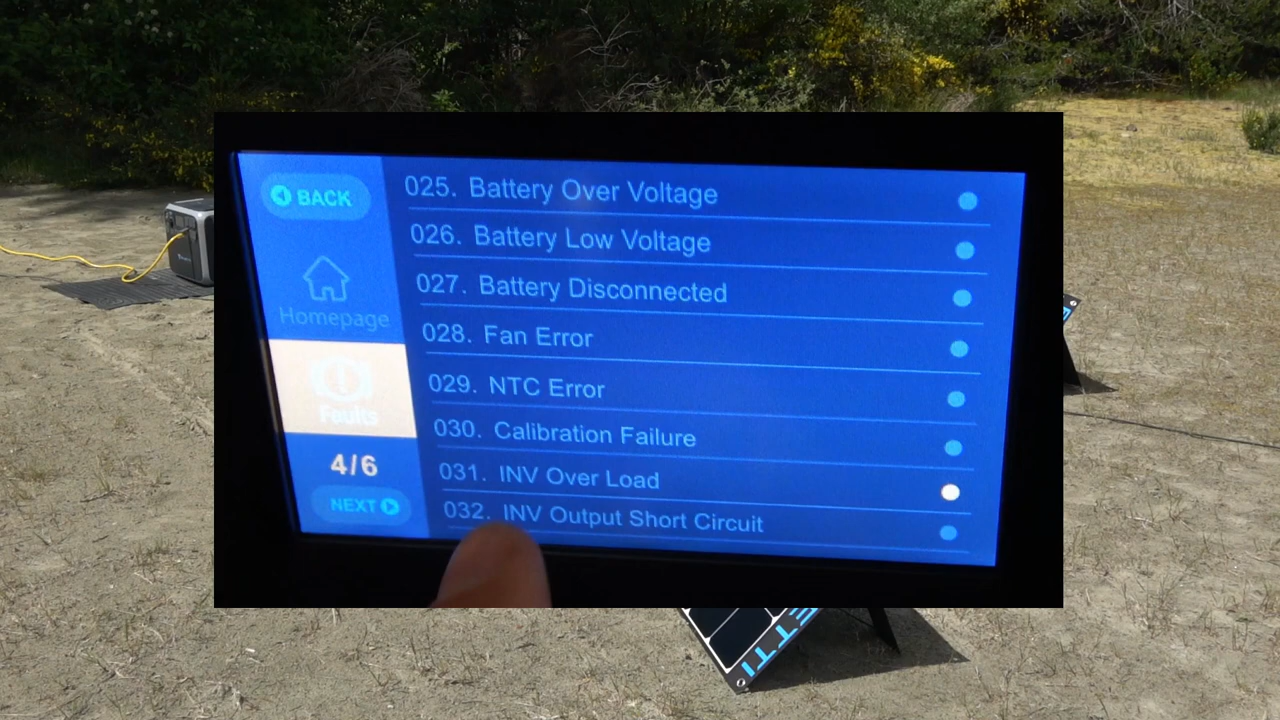 BACK
Homepage
Faults
4/6
NEXT
025. Battery Over Voltage
026. Battery Low Voltage
027. Battery Disconnected
028. Fan Error
029. NTC Error
030. Calibration Failure
031. INV Over Load
032. INV Output Short Circuit
ETTI